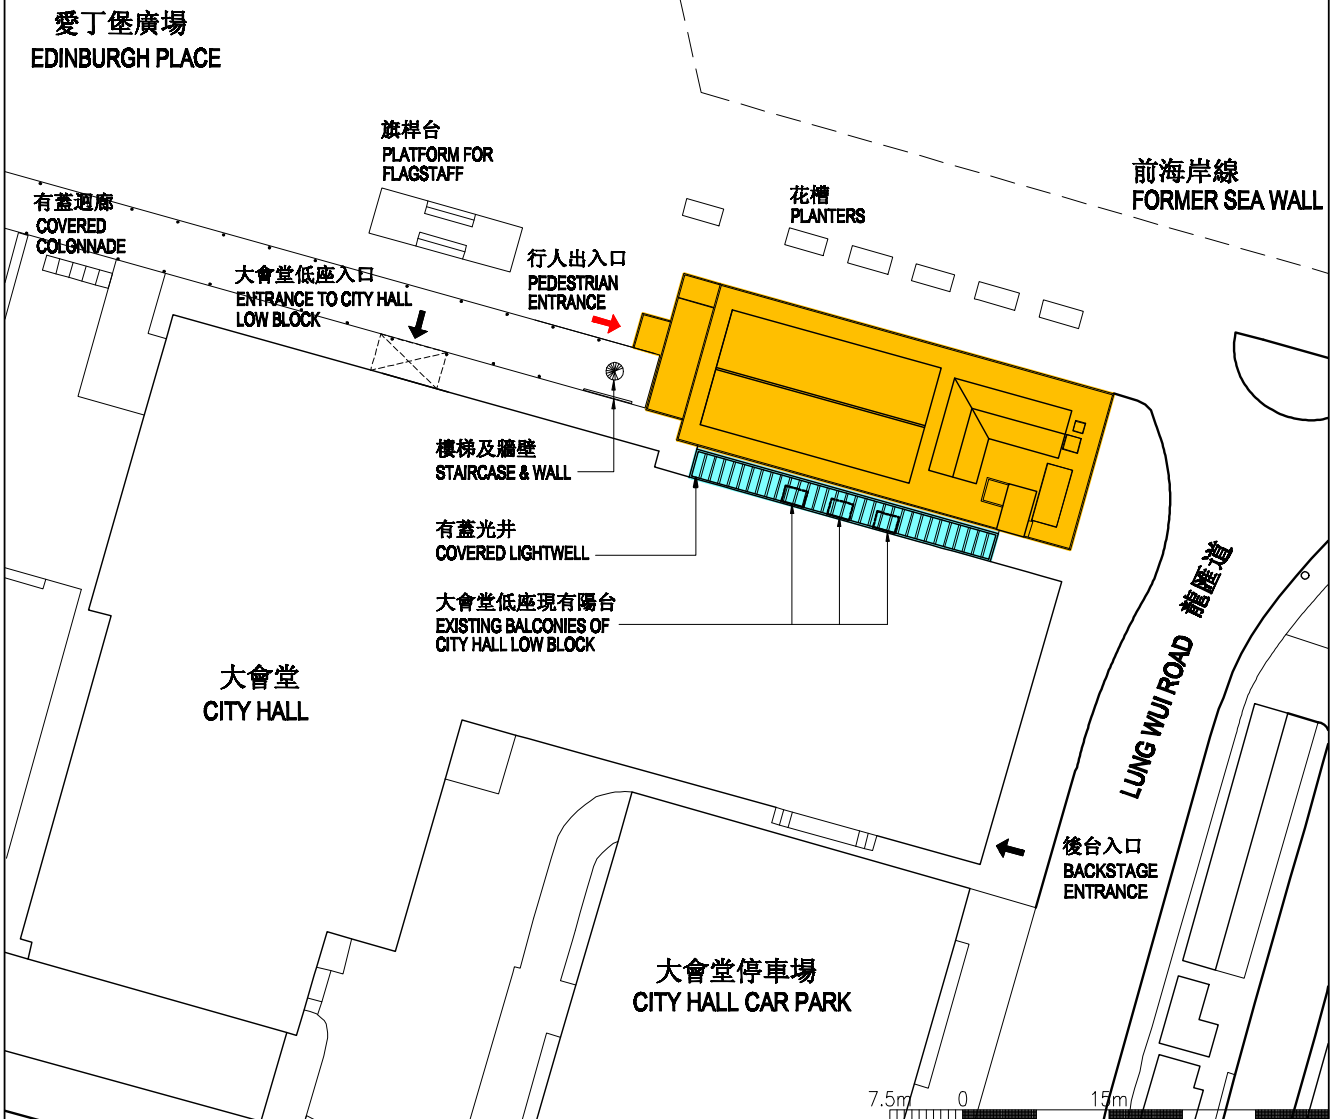 愛丁堡廣場
EDINBURGH PLACE
旗桿台
PLATFORM FOR
FLAGSTAFF
有蓋迴廊
COVERED
COLONNADE
大會堂低座入口
ENTRANCE TO CITY HALL
LOW BLOCK
行人出入口
PEDESTRIAN
ENTRANCE
花槽
PLANTERS
前海岸線
FORMER SEA WALL
樓梯及牆壁
STAIRCASE & WALL
有蓋光井
COVERED LIGHTWELL
大會堂低座現有陽台
EXISTING BALCONIES OF
CITY HALL LOW BLOCK
大會堂
CITY HALL
LUNG WUI ROAD 龍匯道
後台入口
BACKSTAGE
ENTRANCE
大會堂停車場
CITY HALL CAR PARK
7.5m 0 15m